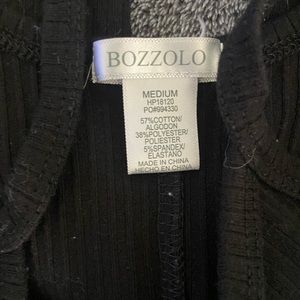 BOZZOLO
MEDIUM
HP18120
PO#994330
57%COTTON/
ALGODON
38%POLYESTER/
POLIESTER
5%SPANDEX/
ELASTANO
MADE IN CHINA
HECHO EN CHINA